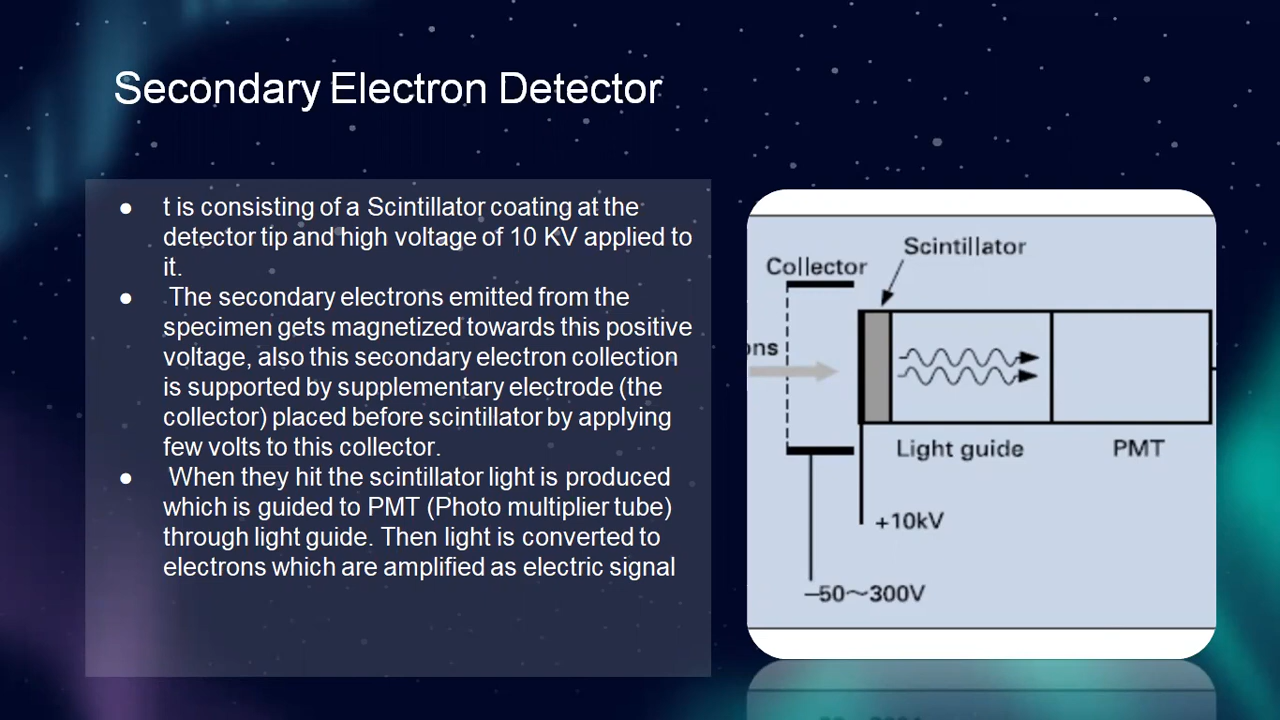 Secondary Electron Detector
● t is consisting of a Scintillator coating at the
detector tip and high voltage of 10 KV applied to
it.
● The secondary electrons emitted from the
specimen gets magnetized towards this positive
voltage, also this secondary electron collection
is supported by supplementary electrode (the
collector) placed before scintillator by applying
few volts to this collector.
● When they hit the scintillator light is produced
which is guided to PMT (Photo multiplier tube)
through light guide. Then light is converted to
electrons which are amplified as electric signal
Scintillator
Collector
ons
Light guide
PMT
+10kV
–50～300V